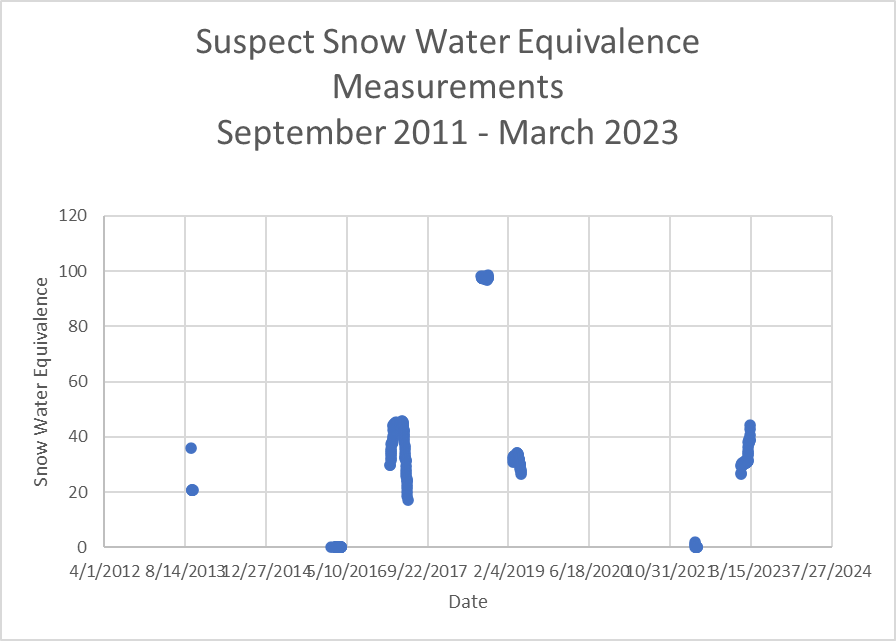 Suspect Snow Water Equivalence
Measurements
September 2011 - March 2023
120
100
80
60
40
20
0
Snow Water Equivalence
4/1/2012 8/14/2013 12/27/2014 5/10/2016 9/22/2017 2/4/2019 6/18/2020 10/31/2021 3/15/2023 7/27/2024
Date